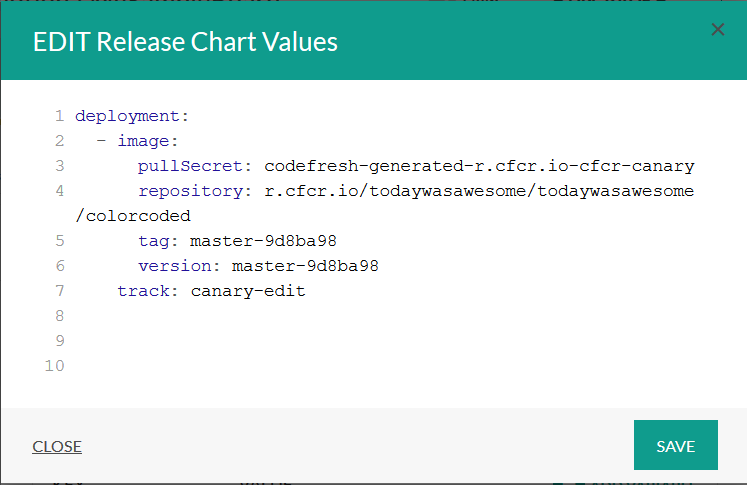 EDIT Release Chart Values
×
1 deployment:
2   - image:
3       pullSecret: codefresh-generated-r.cfcr.io-cfcr-canary
4       repository: r.cfcr.io/todaywasawesome/todaywasawesome
/colorcoded
5       tag: master-9d8ba98
6       version: master-9d8ba98
7     track: canary-edit
8
9
10
CLOSE
SAVE